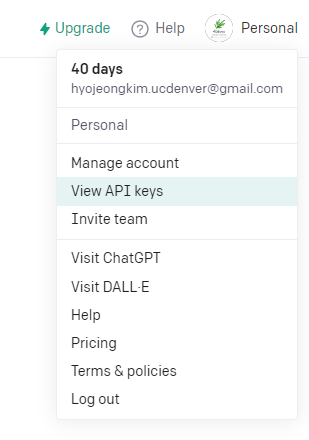 Upgrade Help Personal
40 days
hyojeongkim.ucdenver@gmail.com
Personal
Manage account
View API keys
Invite team
Visit ChatGPT
Visit DALL·E
Help
Pricing
Terms & policies
Log out